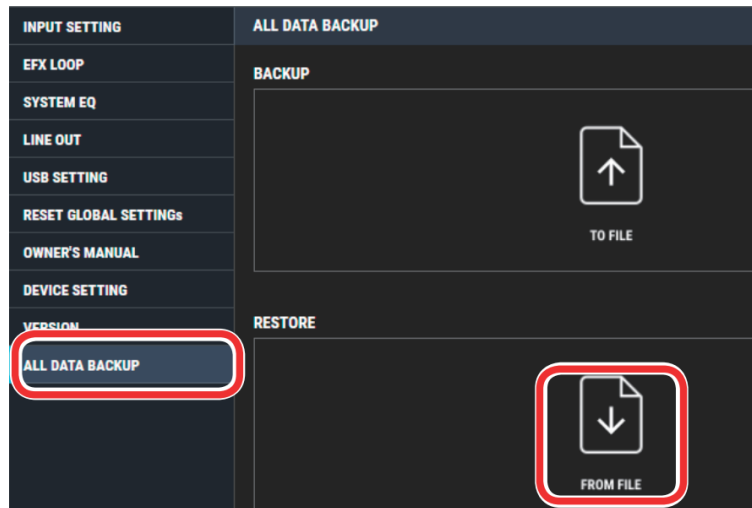 INPUT SETTING
EFX LOOP
SYSTEM EQ
LINE OUT
USB SETTING
RESET GLOBAL SETTINGs
OWNER'S MANUAL
DEVICE SETTING
VERSION
ALL DATA BACKUP
ALL DATA BACKUP
BACKUP
TO FILE
RESTORE
FROM FILE